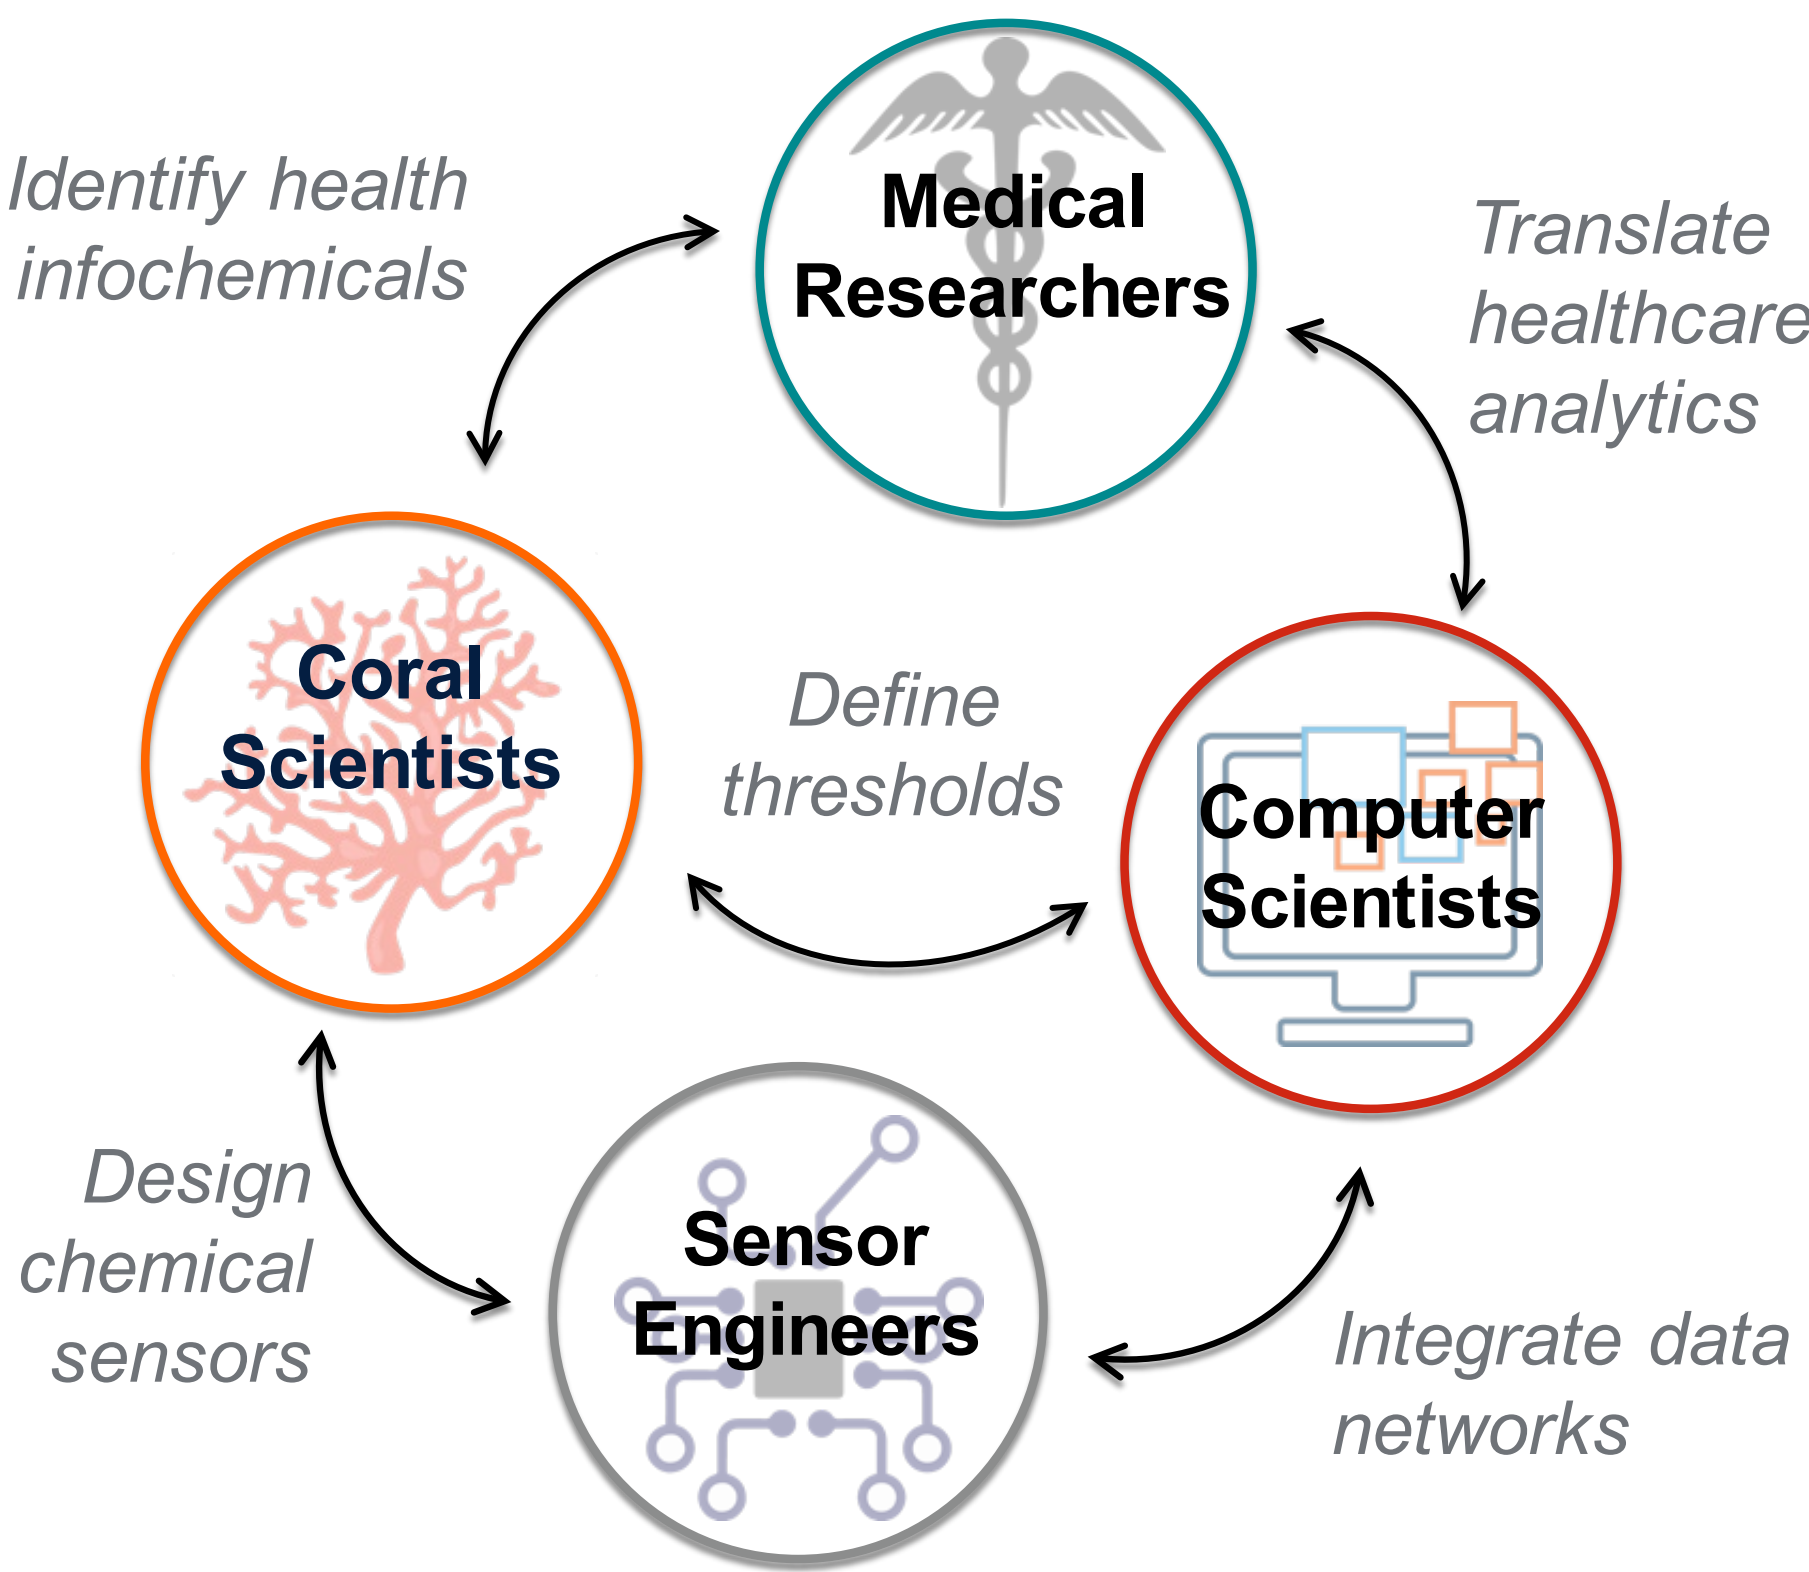 Medical
Researchers
Identify health
infochemicals
Translate
healthcare
analytics
Coral
Scientists
Define
thresholds
Computer
Scientists
Design
chemical
sensors
Sensor
Engineers
Integrate data
networks